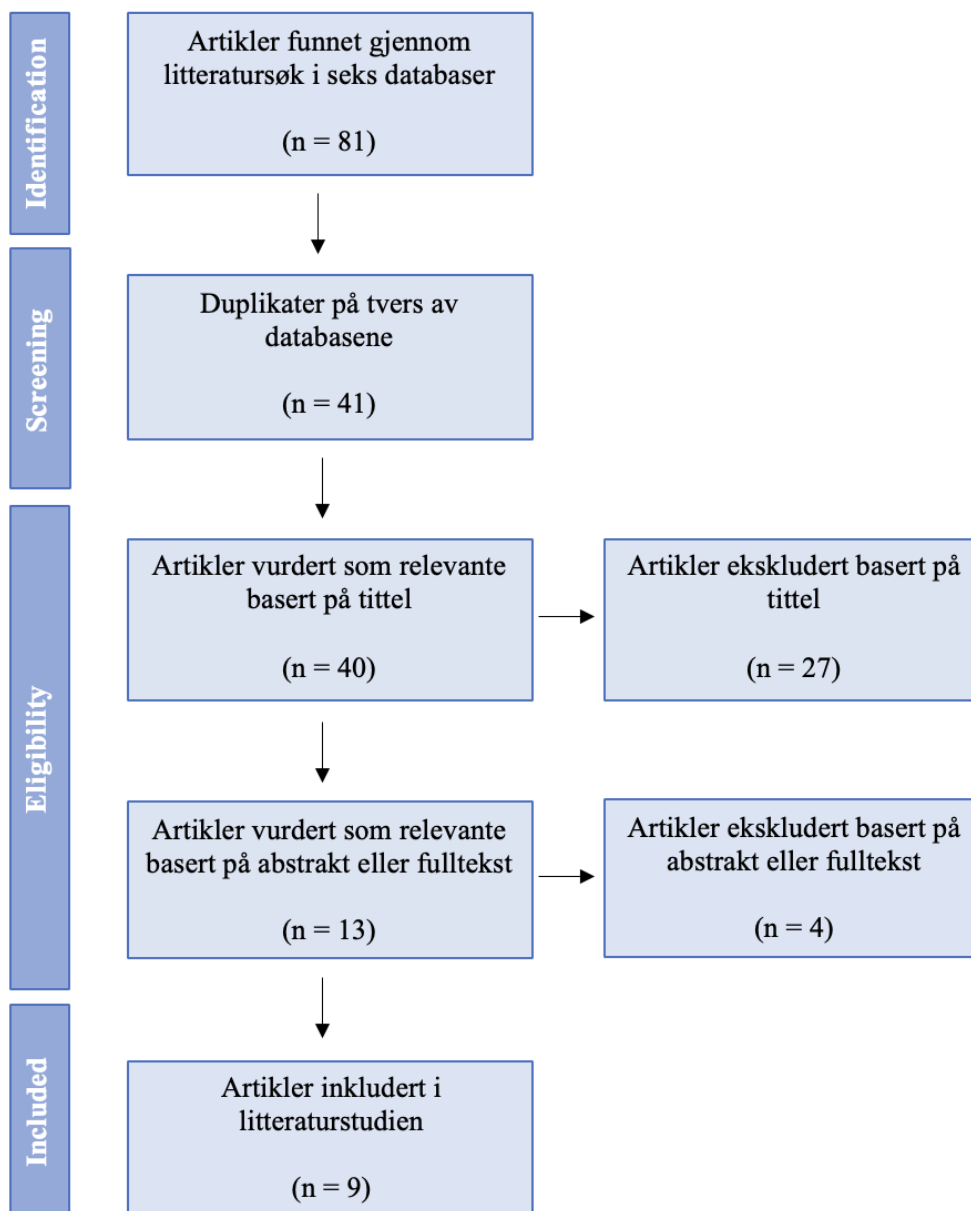 Identification
Artikler funnet gjennom
litteratursøk i seks databaser
(n = 81)
Screening
Duplikater på tvers av
databasene
(n = 41)
Eligibility
Artikler vurdert som relevante
basert på tittel
(n = 40)
Artikler ekskludert basert på
tittel
(n = 27)
Artikler vurdert som relevante
basert på abstrakt eller fulltekst
(n = 13)
Artikler ekskludert basert på
abstrakt eller fulltekst
(n = 4)
Included
Artikler inkludert i
litteraturstudien
(n = 9)